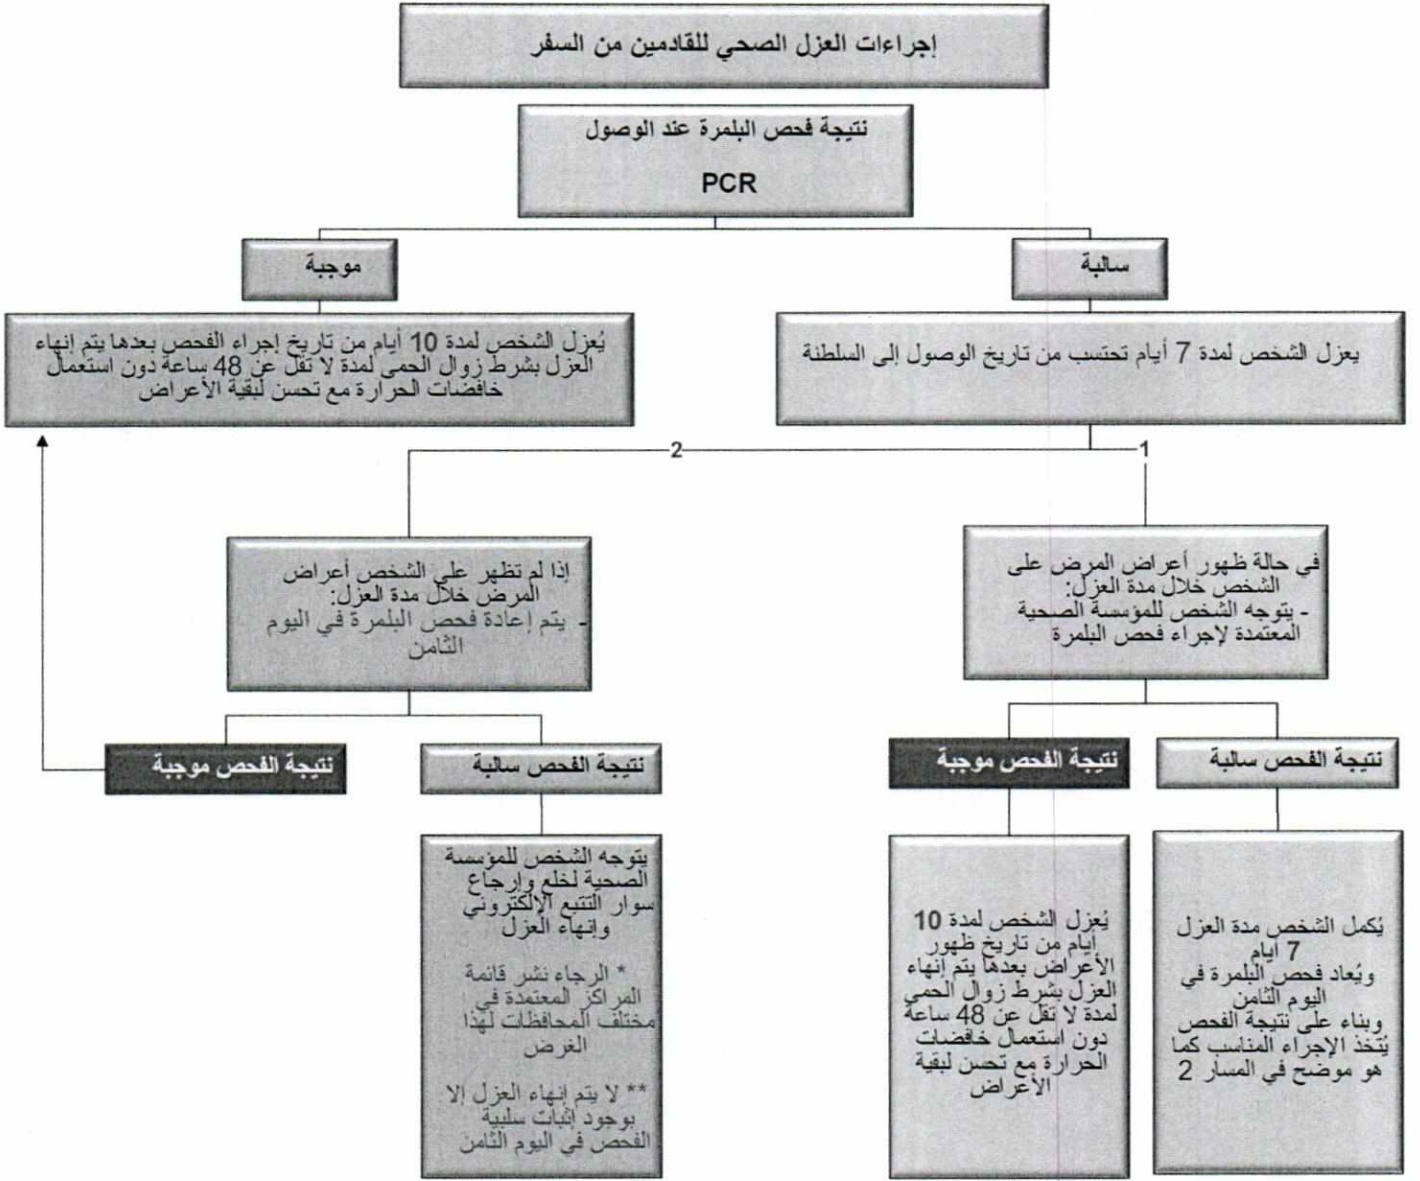 إجراءات العزل الصحي للقادمين من السفر
نتيجة فحص البلمرة عند الوصول
PCR
سالبة
موجبة
يعزل الشخص لمدة 7 أيام تحتسب من تاريخ الوصول إلى السلطنة
يُعزل الشخص لمدة 10 أيام من تاريخ إجراء الفحص بعدها يتم إنهاء
العزل بشرط زوال الحمى لمدة لا تقل عن 48 ساعة دون استعمال
خافضات الحرارة مع تحسن لبقية الأعراض
1
2
في حالة ظهور أعراض المرض على
الشخص خلال مدة العزل:
- يتوجه الشخص للمؤسسة الصحية
المعتمدة لإجراء فحص البلمرة
إذا لم تظهر على الشخص أعراض
المرض خلال مدة العزل:
- يتم إعادة فحص البلمرة في اليوم
الثامن
نتيجة الفحص سالبة
نتيجة الفحص موجبة
نتيجة الفحص سالبة
نتيجة الفحص موجبة
يُكمل الشخص مدة العزل
7 ايام
ويُعاد فحص البلمرة في
اليوم الثامن
وبناء على نتيجة الفحص
يُتخذ الإجراء المناسب كما
هو موضح في المسار 2
يُعزل الشخص لمدة 10
أيام من تاريخ ظهور
الأعراض بعدها يتم إنهاء
العزل بشرط زوال الحمى
لمدة لا تقل عن 48 ساعة
دون استعمال خافضات
الحرارة مع تحسن لبقية
الأعراض
يتوجه الشخص للمؤسسة
الصحية لخلع وإرجاع
سوار التتبع الإلكتروني
وإنهاء العزل
* الرجاء نشر قائمة
المراكز المعتمدة في
مختلف المحافظات لهذا
الغرض
** لا يتم إنهاء العزل إلا
بوجود إثبات سلبية
الفحص في اليوم الثامن